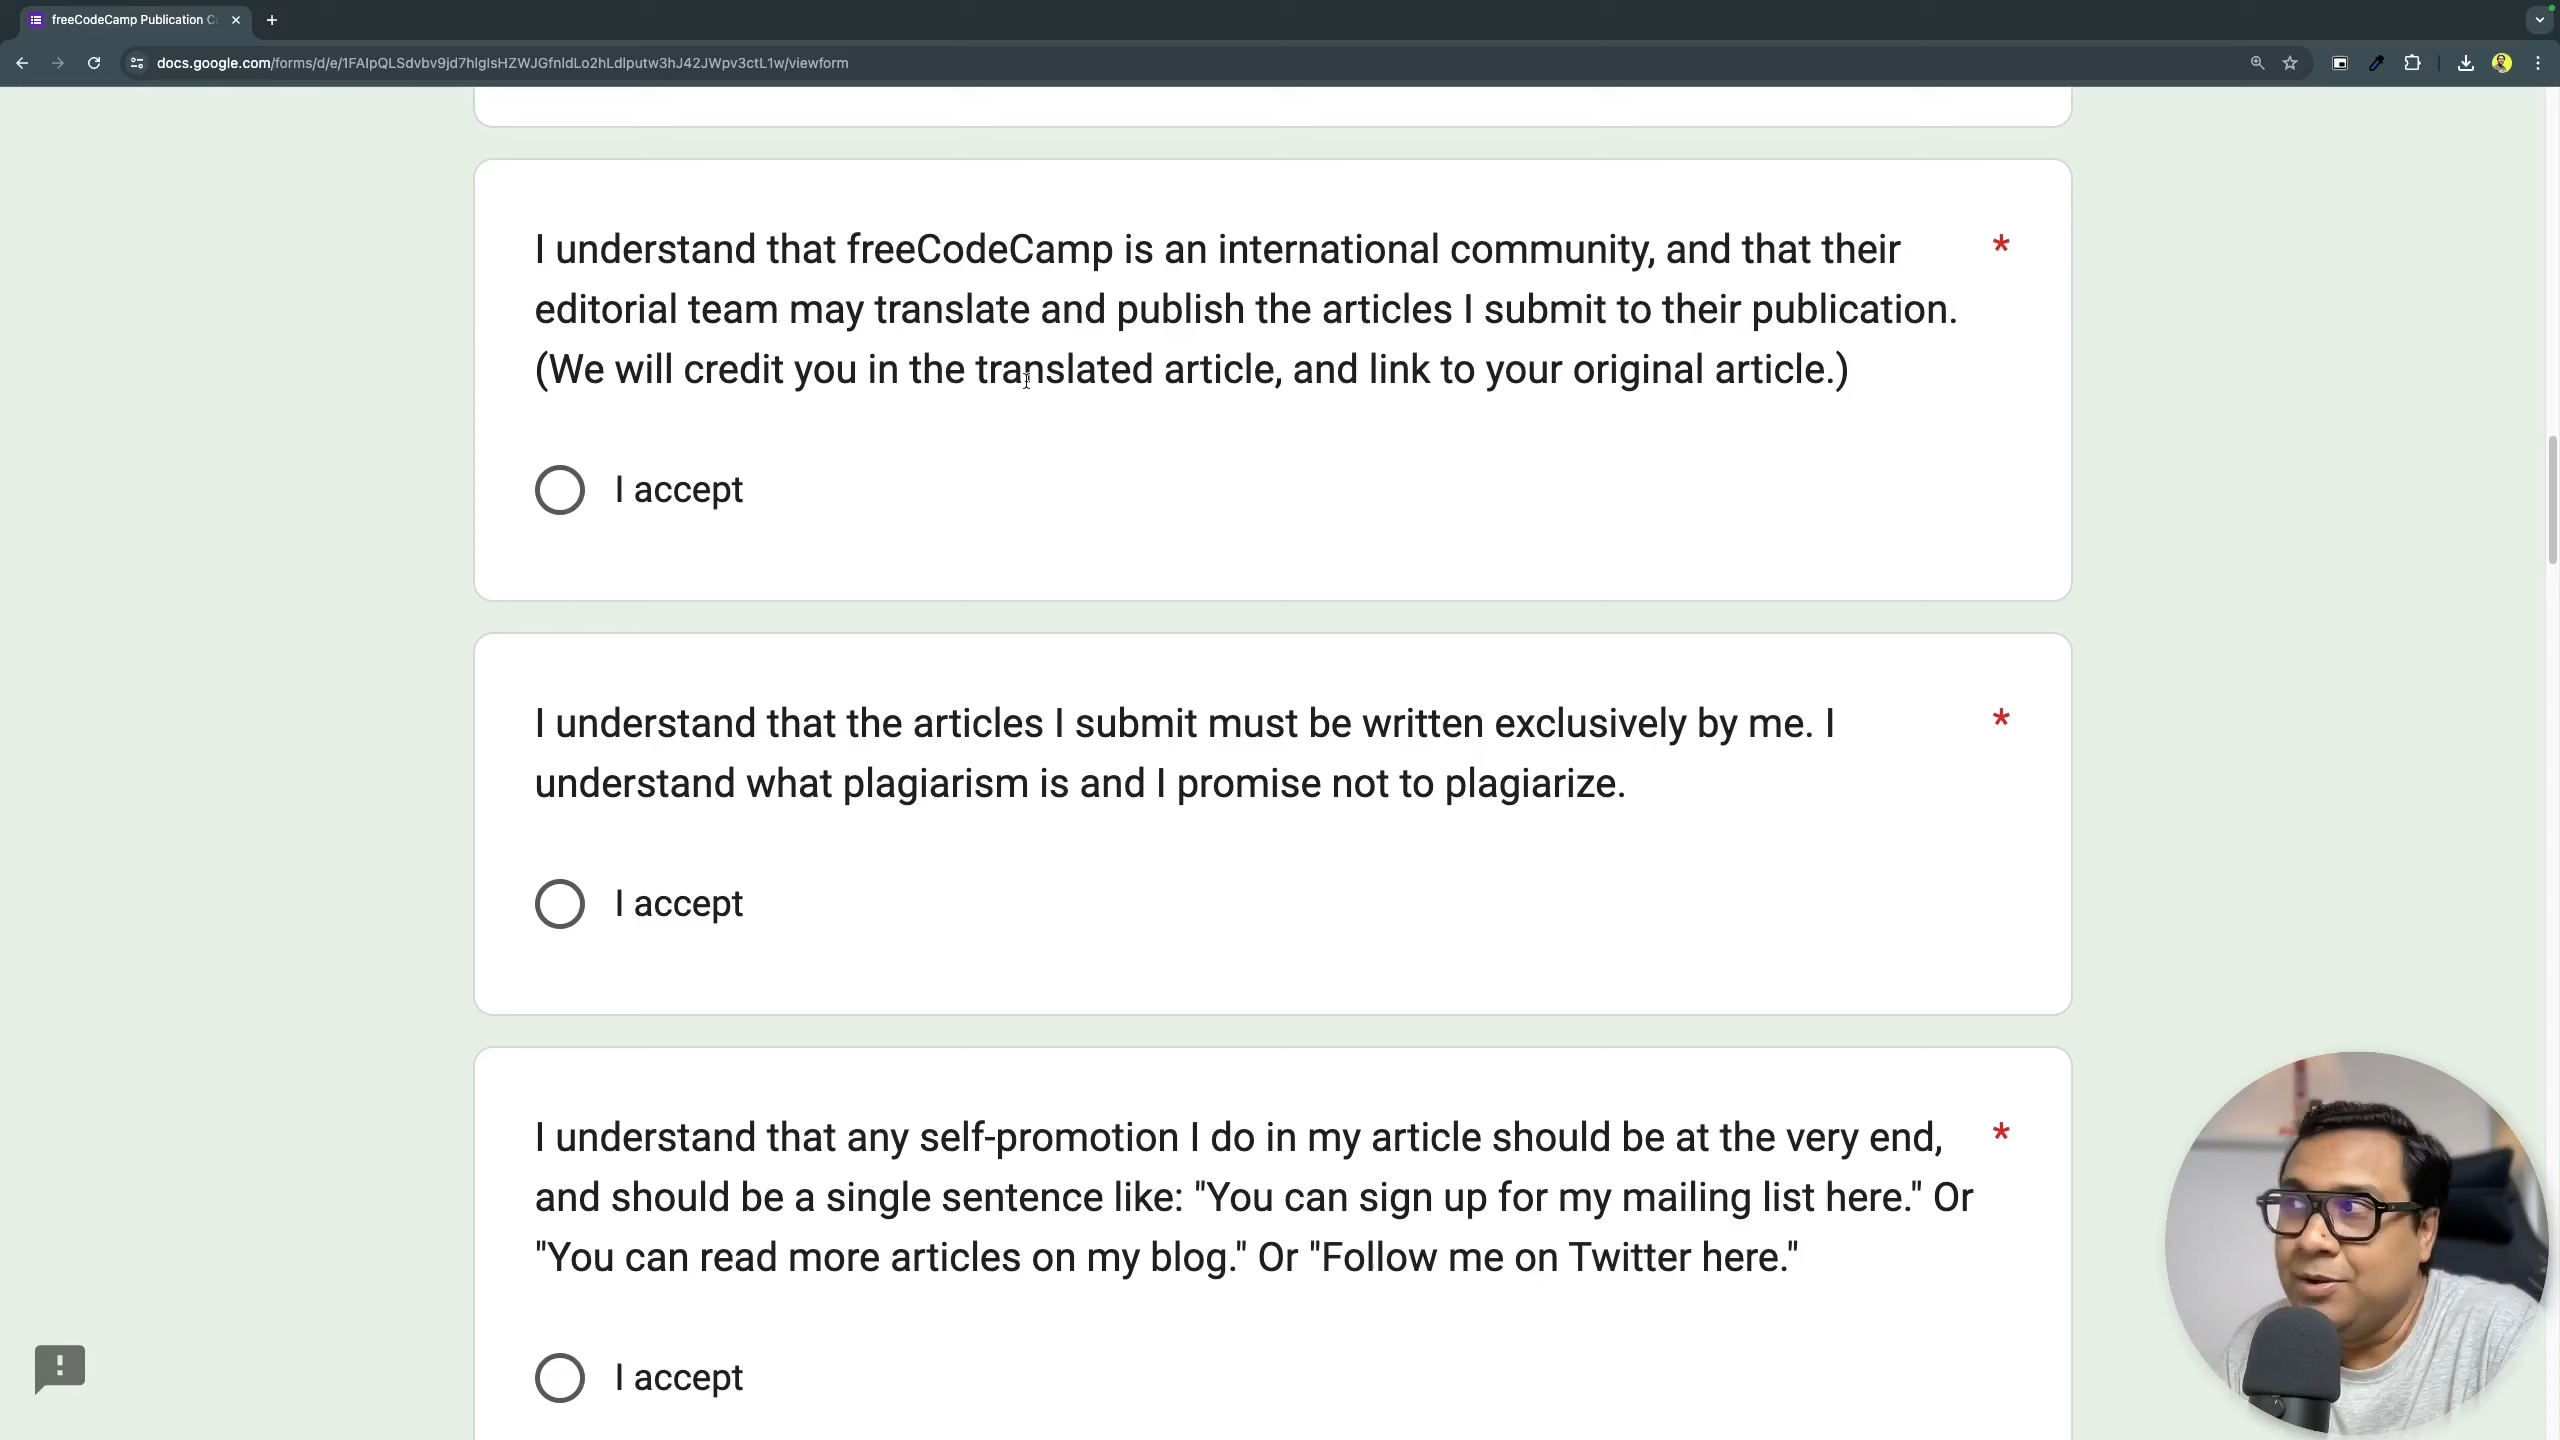 freeCodeCamp Publication C
docs.google.com/forms/d/e/1FAIpQLSdvbv9jd7hlglsHZWJGfnldLo2hLdlputw3hJ42JWpv3ctL1w/viewform
I understand that freeCodeCamp is an international community, and that their *
editorial team may translate and publish the articles I submit to their publication.
(We will credit you in the translated article, and link to your original article.)
I accept
I understand that the articles I submit must be written exclusively by me. I *
understand what plagiarism is and I promise not to plagiarize.
I accept
I understand that any self-promotion I do in my article should be at the very end, *
and should be a single sentence like: "You can sign up for my mailing list here." Or
"You can read more articles on my blog." Or "Follow me on Twitter here."
I accept